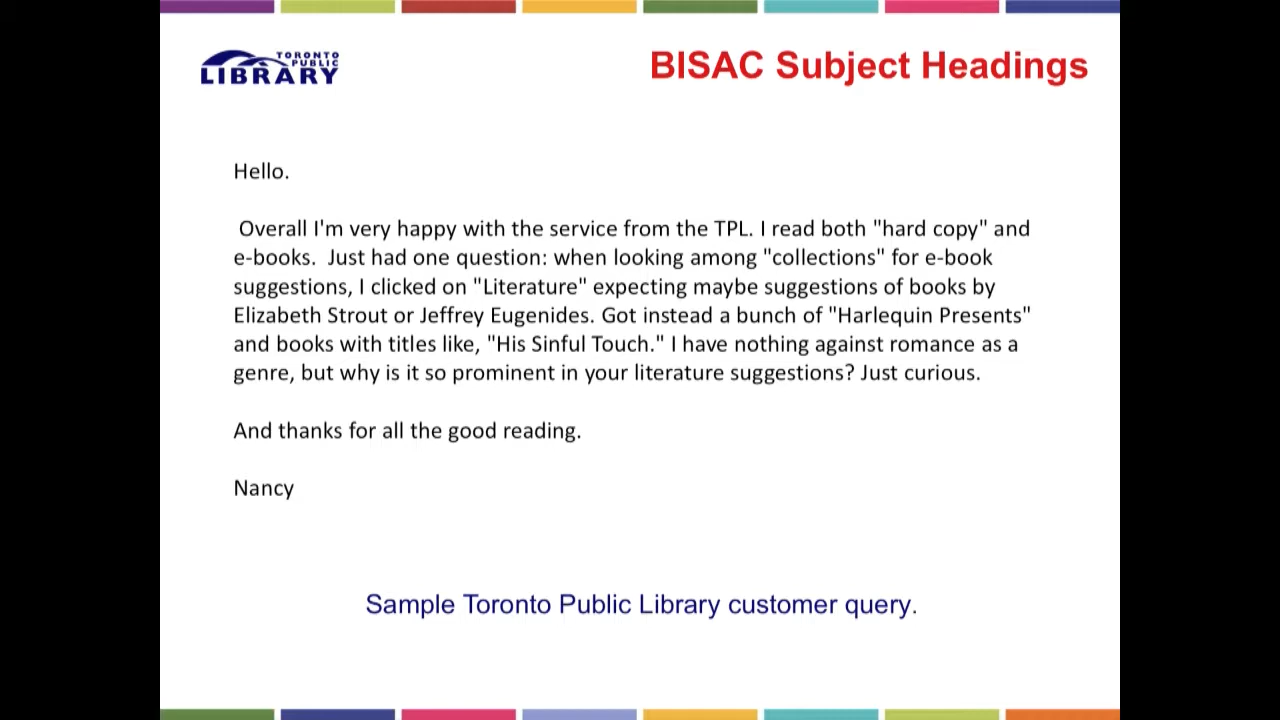 TORONTO
PUBLIC
LIBRARY
BISAC Subject Headings
Hello.
Overall I'm very happy with the service from the TPL. I read both "hard copy" and
e-books.  Just had one question: when looking among "collections" for e-book
suggestions, I clicked on "Literature" expecting maybe suggestions of books by
Elizabeth Strout or Jeffrey Eugenides. Got instead a bunch of "Harlequin Presents"
and books with titles like, "His Sinful Touch." I have nothing against romance as a
genre, but why is it so prominent in your literature suggestions? Just curious.
And thanks for all the good reading.
Nancy
Sample Toronto Public Library customer query.